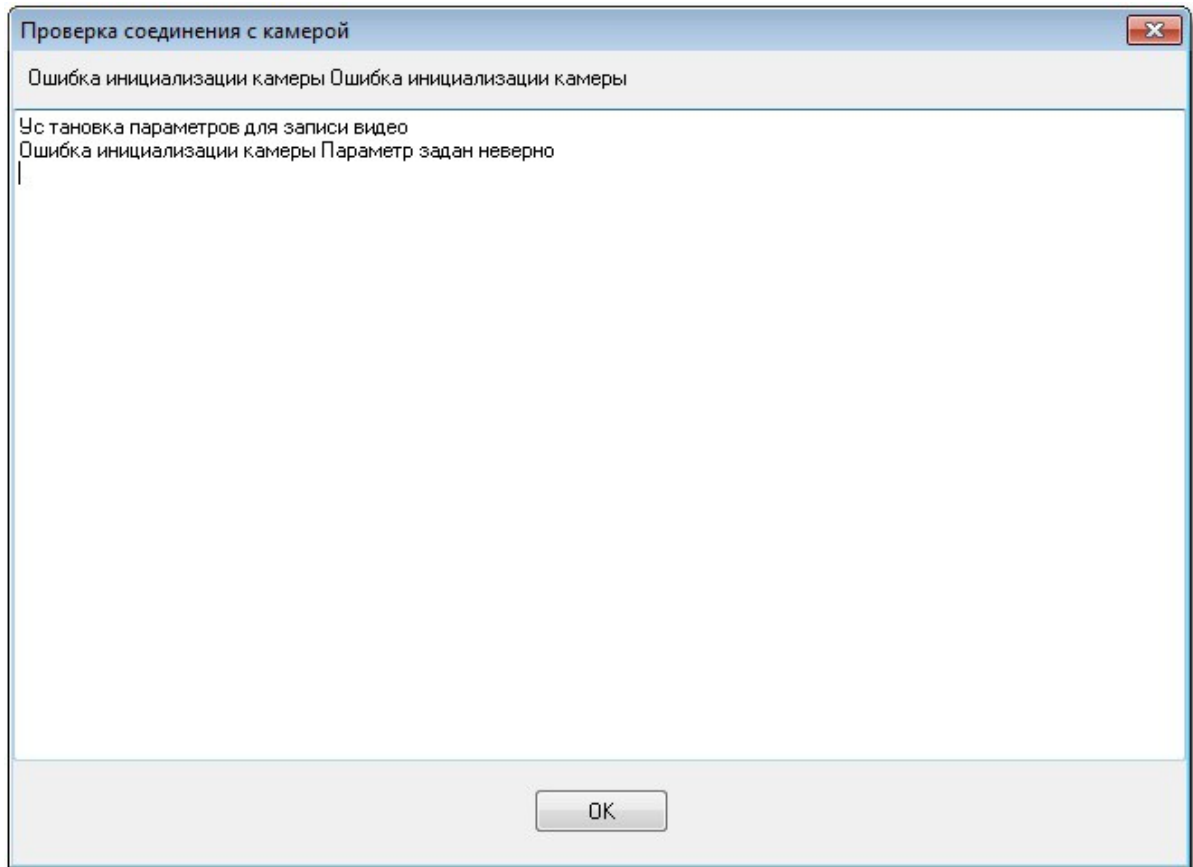 Проверка соединения с камерой
Ошибка инициализации камеры Ошибка инициализации камеры
Ус тановка параметров для записи видео
Ошибка инициализации камеры Параметр задан неверно
OK